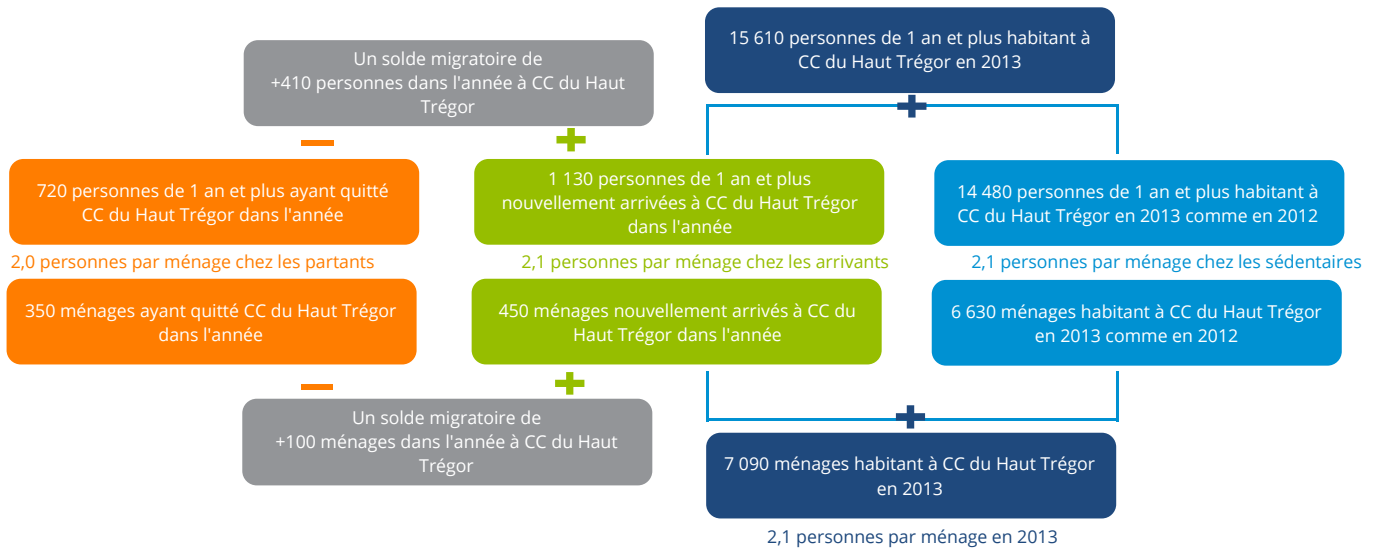 Un solde migratoire de
+410 personnes dans l'année à CC du Haut
Trégor
15 610 personnes de 1 an et plus habitant à
CC du Haut Trégor en 2013
720 personnes de 1 an et plus ayant quitté
CC du Haut Trégor dans l'année
1 130 personnes de 1 an et plus
nouvellement arrivées à CC du Haut Trégor
dans l'année
14 480 personnes de 1 an et plus habitant à
CC du Haut Trégor en 2013 comme en 2012
2,0 personnes par ménage chez les partants
2,1 personnes par ménage chez les arrivants
2,1 personnes par ménage chez les sédentaires
350 ménages ayant quitté CC du Haut Trégor
dans l'année
450 ménages nouvellement arrivés à CC du
Haut Trégor dans l'année
6 630 ménages habitant à CC du Haut Trégor
en 2013 comme en 2012
Un solde migratoire de
+100 ménages dans l'année à CC du Haut
Trégor
7 090 ménages habitant à CC du Haut Trégor
en 2013
2,1 personnes par ménage en 2013